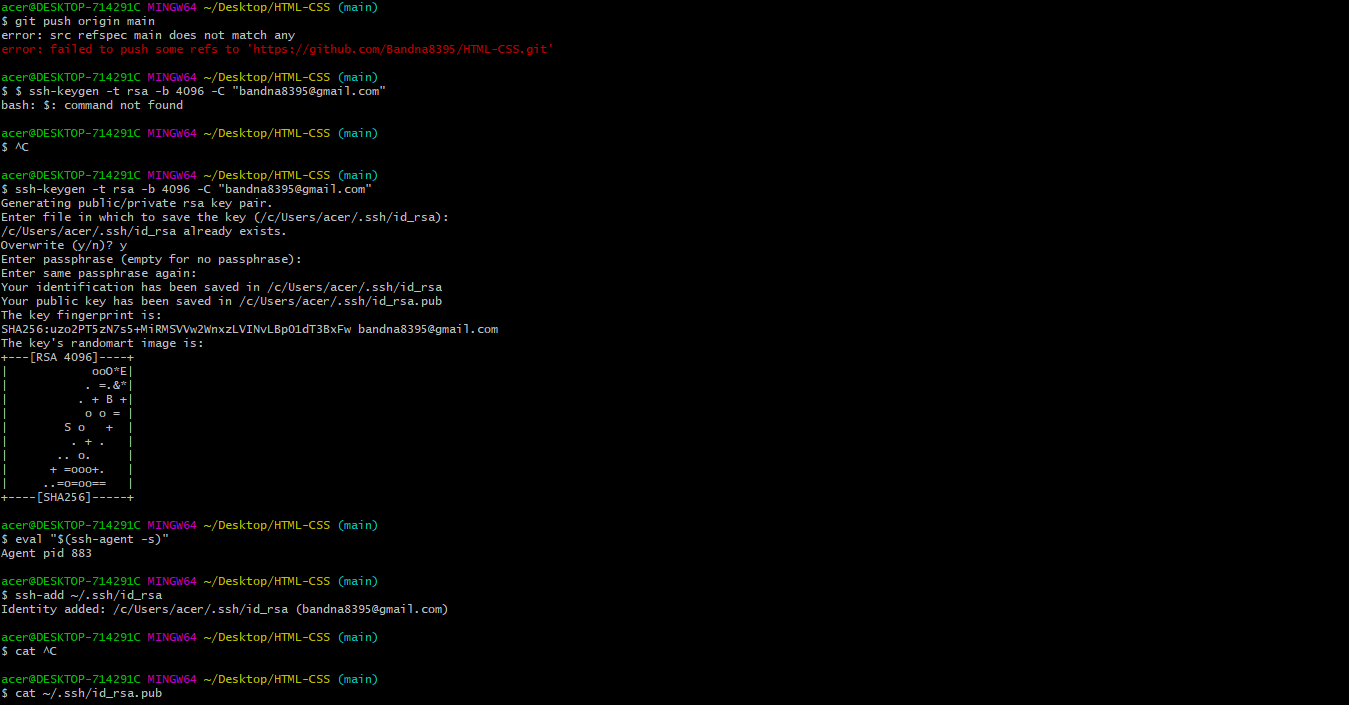 acer@DESKTOP-714291C MINGW64 ~/Desktop/HTML-CSS (main)
$ git push origin main
error: src refspec main does not match any
error: failed to push some refs to 'https://github.com/Bandna8395/HTML-CSS.git'

acer@DESKTOP-714291C MINGW64 ~/Desktop/HTML-CSS (main)
$ $ ssh-keygen -t rsa -b 4096 -C "bandna8395@gmail.com"
bash: $: command not found

acer@DESKTOP-714291C MINGW64 ~/Desktop/HTML-CSS (main)
$ ^C

acer@DESKTOP-714291C MINGW64 ~/Desktop/HTML-CSS (main)
$ ssh-keygen -t rsa -b 4096 -C "bandna8395@gmail.com"
Generating public/private rsa key pair.
Enter file in which to save the key (/c/Users/acer/.ssh/id_rsa):
/c/Users/acer/.ssh/id_rsa already exists.
Overwrite (y/n)? y
Enter passphrase (empty for no passphrase):
Enter same passphrase again:
Your identification has been saved in /c/Users/acer/.ssh/id_rsa
Your public key has been saved in /c/Users/acer/.ssh/id_rsa.pub
The key fingerprint is:
SHA256:uzo2PT5zN7s5+MiRMSVVw2WnxzLVINvLBpO1dT3BxFw bandna8395@gmail.com
The key's randomart image is:
+---[RSA 4096]----+
|            ooO*E|
|           . =.&*|
|          . + B +|
|           o o = |
|        S o   +  |
|         . + .   |
|       .. o.     |
|      + =ooo+.   |
|     ..=o=oo==   |
+----[SHA256]-----+

acer@DESKTOP-714291C MINGW64 ~/Desktop/HTML-CSS (main)
$ eval "$(ssh-agent -s)"
Agent pid 883

acer@DESKTOP-714291C MINGW64 ~/Desktop/HTML-CSS (main)
$ ssh-add ~/.ssh/id_rsa
Identity added: /c/Users/acer/.ssh/id_rsa (bandna8395@gmail.com)

acer@DESKTOP-714291C MINGW64 ~/Desktop/HTML-CSS (main)
$ cat ^C

acer@DESKTOP-714291C MINGW64 ~/Desktop/HTML-CSS (main)
$ cat ~/.ssh/id_rsa.pub